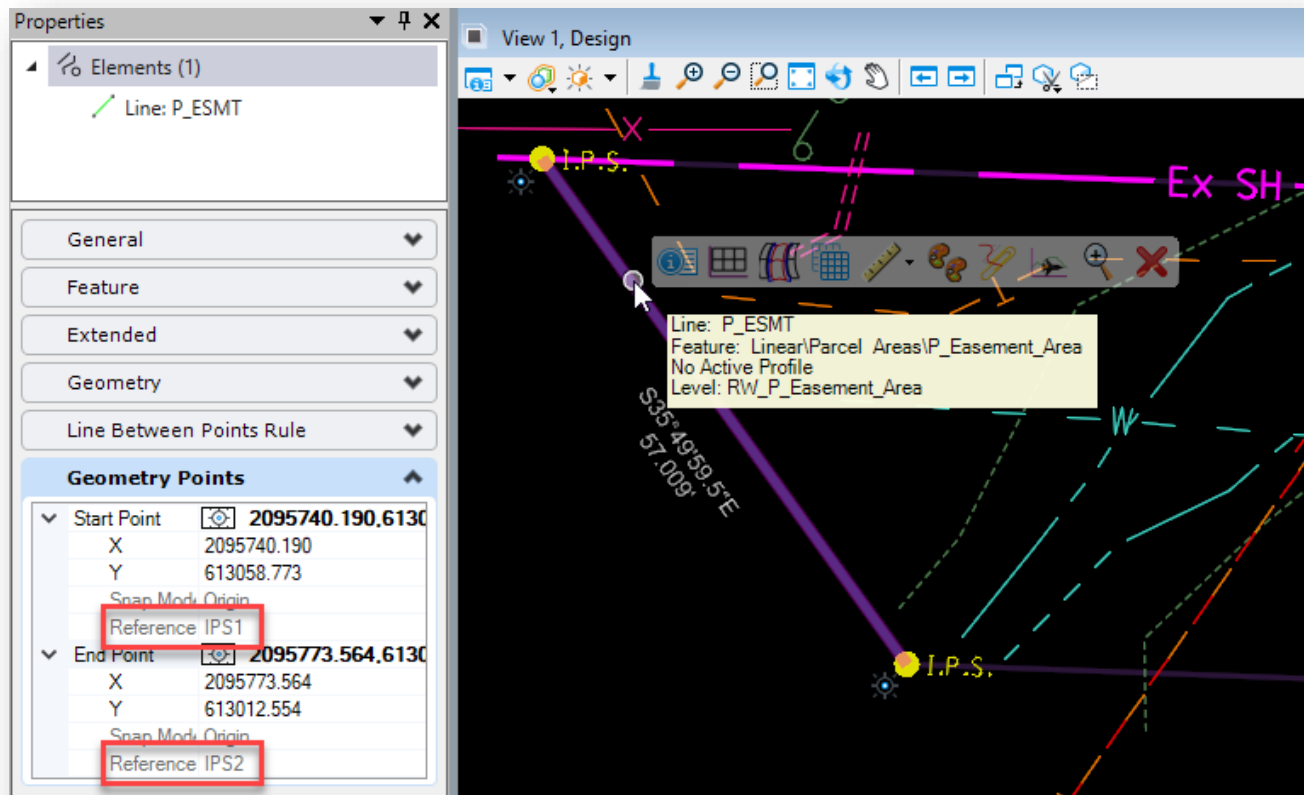 Properties
Elements (1)
Line: P_ESMT
General
Feature
Extended
Geometry
Line Between Points Rule
Geometry Points
Start Point 2095740.190,6130
X 2095740.190
Y 613058.773
Snap Mode Origin
Reference IPS1
End Point 2095773.564,6130
X 2095773.564
Y 613012.554
Snap Mode Origin
Reference IPS2
View 1, Design
X
6
I.P.S.
Ex SH
Line: P_ESMT
Feature: Linear\Parcel Areas\P_Easement_Area
No Active Profile
Level: RW_P_Easement_Area
S35°49'59.5"E
57.009'
W
I.P.S.